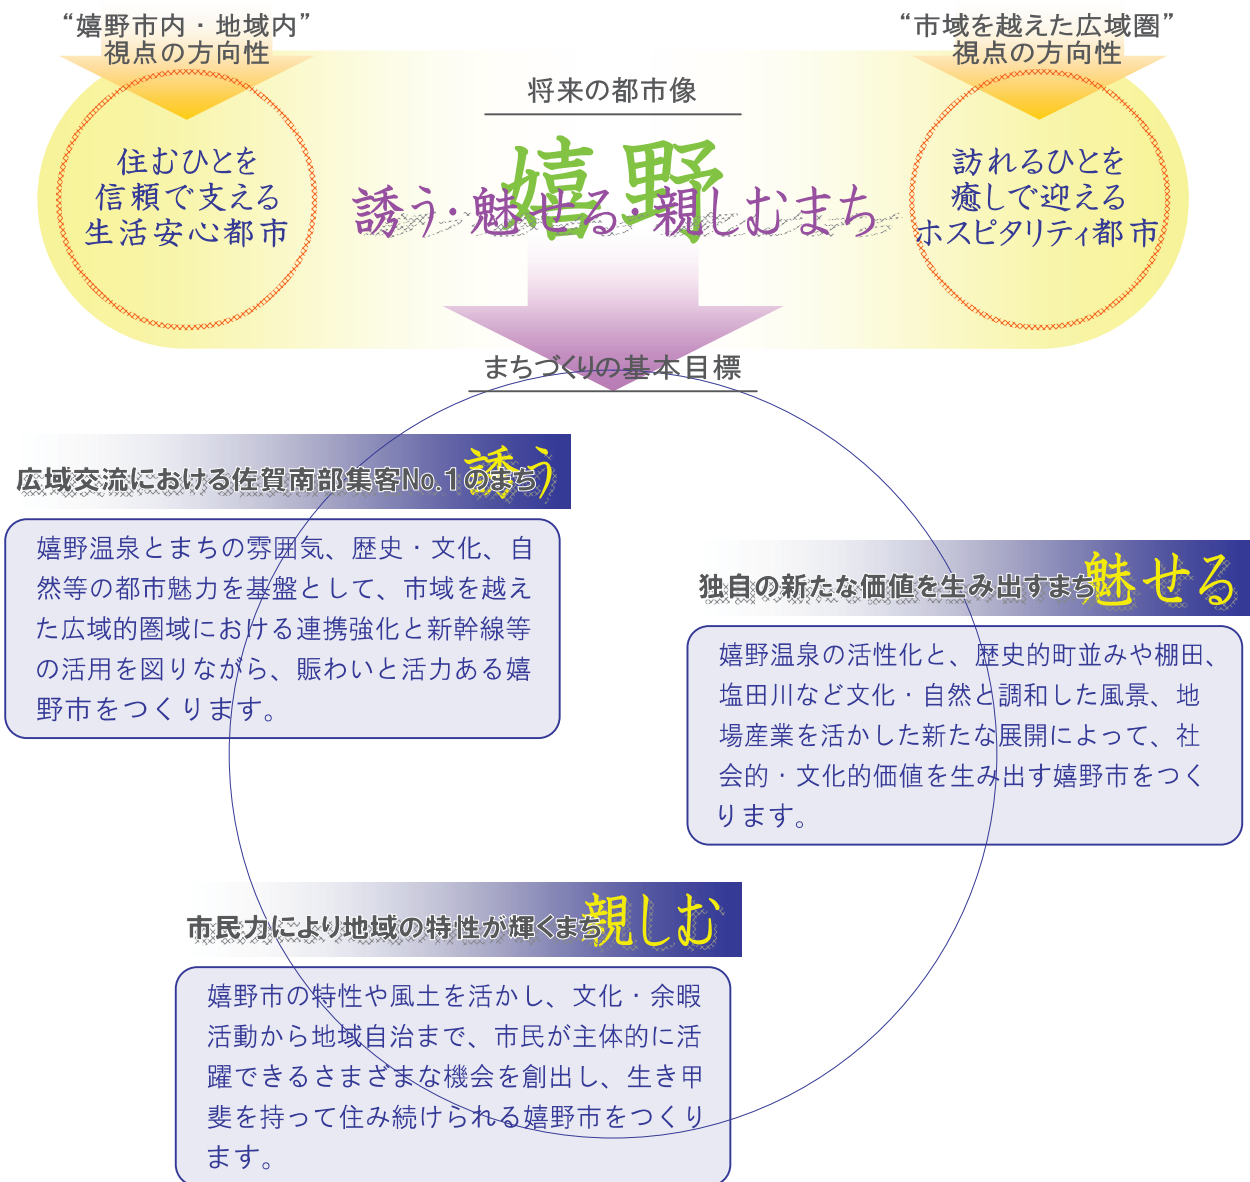 “嬉野市内・地域内”
視点の方向性
住むひとを
信頼で支える
生活安心都市
将来の都市像
嬉野
誘う・魅せる・親しむまち
“市域を越えた広域圏”
視点の方向性
訪れるひとを
癒しで迎える
ホスピタリティ都市
まちづくりの基本目標
広域交流における佐賀南部集客No.1のまち
誘う
嬉野温泉とまちの雰囲気、歴史・文化、自
然等の都市魅力を基盤として、市域を越え
た広域的圏域における連携強化と新幹線等
の活用を図りながら、賑わいと活力ある嬉
野市をつくります。
独自の新たな価値を生み出すまち
魅せる
嬉野温泉の活性化と、歴史的町並みや棚田、
塩田川など文化・自然と調和した風景、地
場産業を活かした新たな展開によって、社
会的・文化的価値を生み出す嬉野市をつく
ります。
市民力により地域の特性が輝くまち
親しむ
嬉野市の特性や風土を活かし、文化・余暇
活動から地域自治まで、市民が主体的に活
躍できるさまざまな機会を創出し、生き甲
斐を持って住み続けられる嬉野市をつくり
ます。